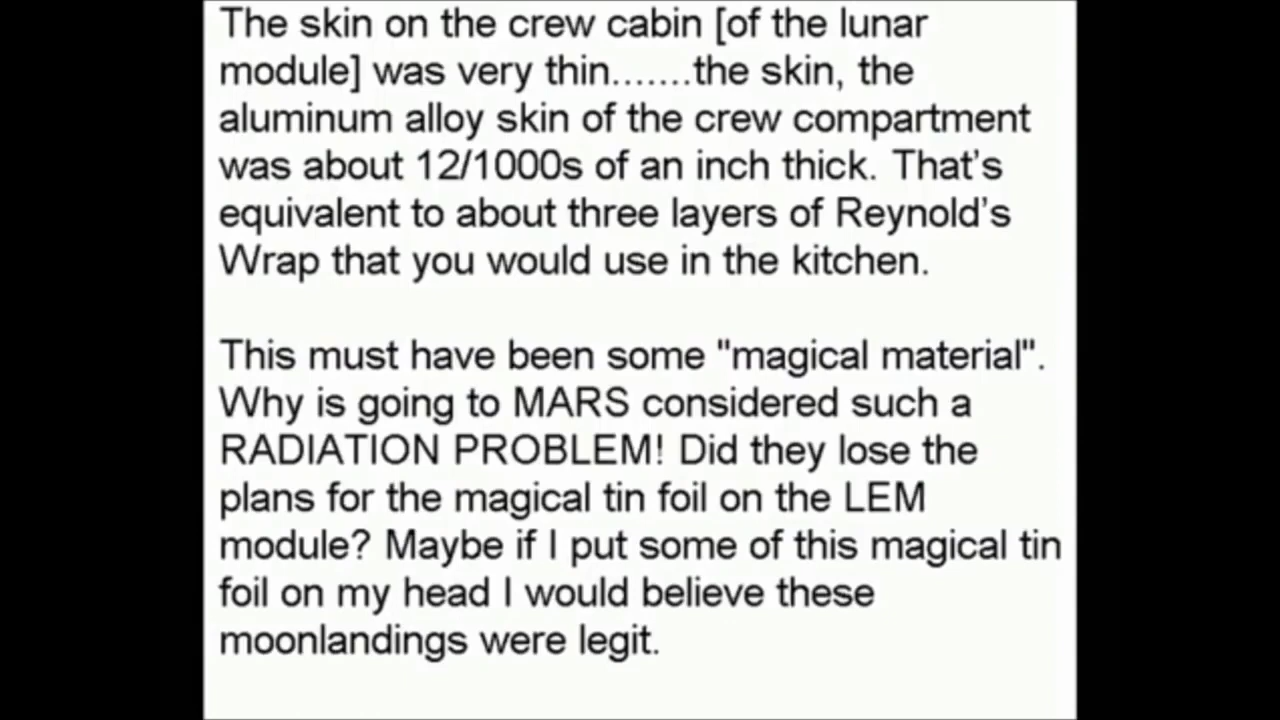 The skin on the crew cabin [of the lunar
module] was very thin.......the skin, the
aluminum alloy skin of the crew compartment
was about 12/1000s of an inch thick. That's
equivalent to about three layers of Reynold's
Wrap that you would use in the kitchen.
This must have been some "magical material".
Why is going to MARS considered such a
RADIATION PROBLEM! Did they lose the
plans for the magical tin foil on the LEM
module? Maybe if I put some of this magical tin
foil on my head I would believe these
moonlandings were legit.